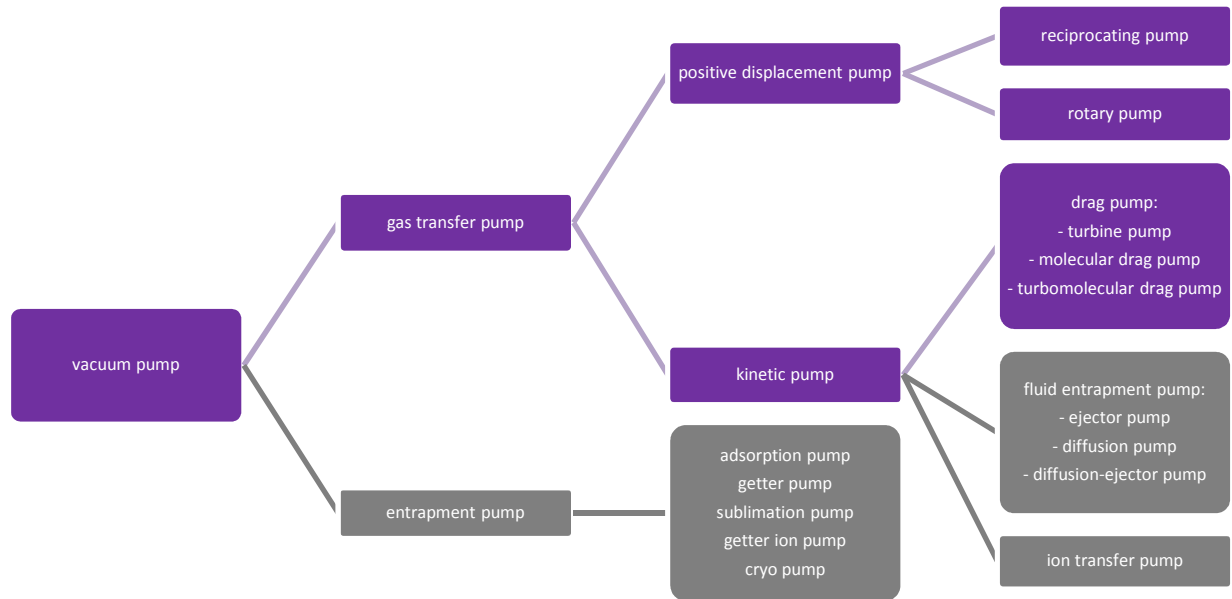 vacuum pump
gas transfer pump
entrapment pump
positive displacement pump
kinetic pump
adsorption pump
getter pump
sublimation pump
getter ion pump
cryo pump
reciprocating pump
rotary pump
drag pump:
- turbine pump
- molecular drag pump
- turbomolecular drag pump
fluid entrapment pump:
- ejector pump
- diffusion pump
- diffusion-ejector pump
ion transfer pump